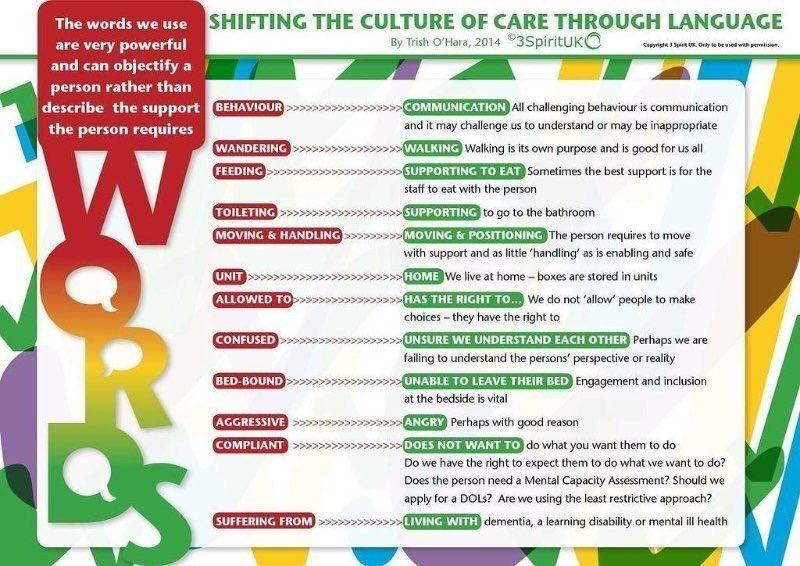 The words we use
are very powerful
and can objectify a
person rather than
describe the support
the person requires
WORDS
SHIFTING THE CULTURE OF CARE THROUGH LANGUAGE
By Trish O'Hara, 2014 ©3SpiritUK
Copyright 3 Spirit UK. Only to be used with permission.
BEHAVIOUR >>>>>>>>>>>>>>>>>> COMMUNICATION All challenging behaviour is communication
and it may challenge us to understand or may be inappropriate
WANDERING >>>>>>>>>>>>>>>>> WALKING Walking is its own purpose and is good for us all
FEEDING >>>>>>>>>>>>>>>>>>>>> SUPPORTING TO EAT Sometimes the best support is for the
staff to eat with the person
TOILETING >>>>>>>>>>>>>>>>>>> SUPPORTING to go to the bathroom
MOVING & HANDLING >>>>>>>>> MOVING & POSITIONING The person requires to move
with support and as little 'handling' as is enabling and safe
UNIT >>>>>>>>>>>>>>>>>>>>>>>> HOME We live at home – boxes are stored in units
ALLOWED TO >>>>>>>>>>>>>>>>> HAS THE RIGHT TO... We do not 'allow' people to make
choices – they have the right to
CONFUSED >>>>>>>>>>>>>>>>>>> UNSURE WE UNDERSTAND EACH OTHER Perhaps we are
failing to understand the persons' perspective or reality
BED-BOUND >>>>>>>>>>>>>>>>>> UNABLE TO LEAVE THEIR BED Engagement and inclusion
at the bedside is vital
AGGRESSIVE >>>>>>>>>>>>>>>>> ANGRY Perhaps with good reason
COMPLIANT >>>>>>>>>>>>>>>>>> DOES NOT WANT TO do what you want them to do
Do we have the right to expect them to do what we want to do?
Does the person need a Mental Capacity Assessment? Should we
apply for a DOLs? Are we using the least restrictive approach?
SUFFERING FROM >>>>>>>>>>>>> LIVING WITH dementia, a learning disability or mental ill health